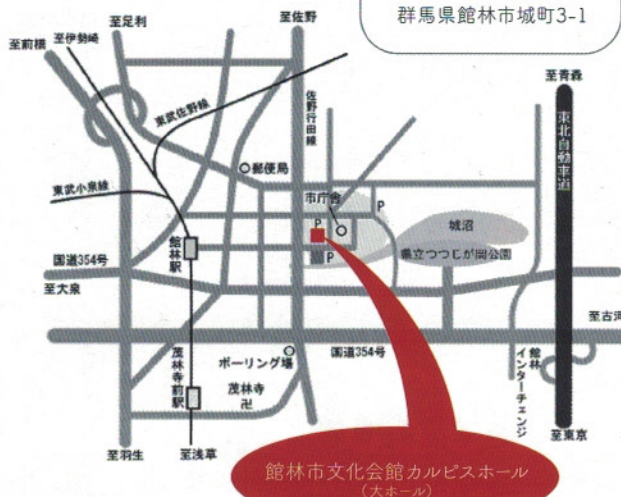 群馬県館林市城町3-1
至佐野
至足利
至伊勢崎
至前橋
至青森
東武佐野線
佐野行田線
東北自動車道
郵便局
東武小泉線
市庁舎
P
P
P
城沼
県立つつじが岡公園
館林駅
国道354号
至大泉
至古河
ボーリング場
国道354号
館林インターチェンジ
茂林寺前駅
茂林寺
卍
至羽生
至浅草
至東京
館林市文化会館カルピスホール
(大ホール)